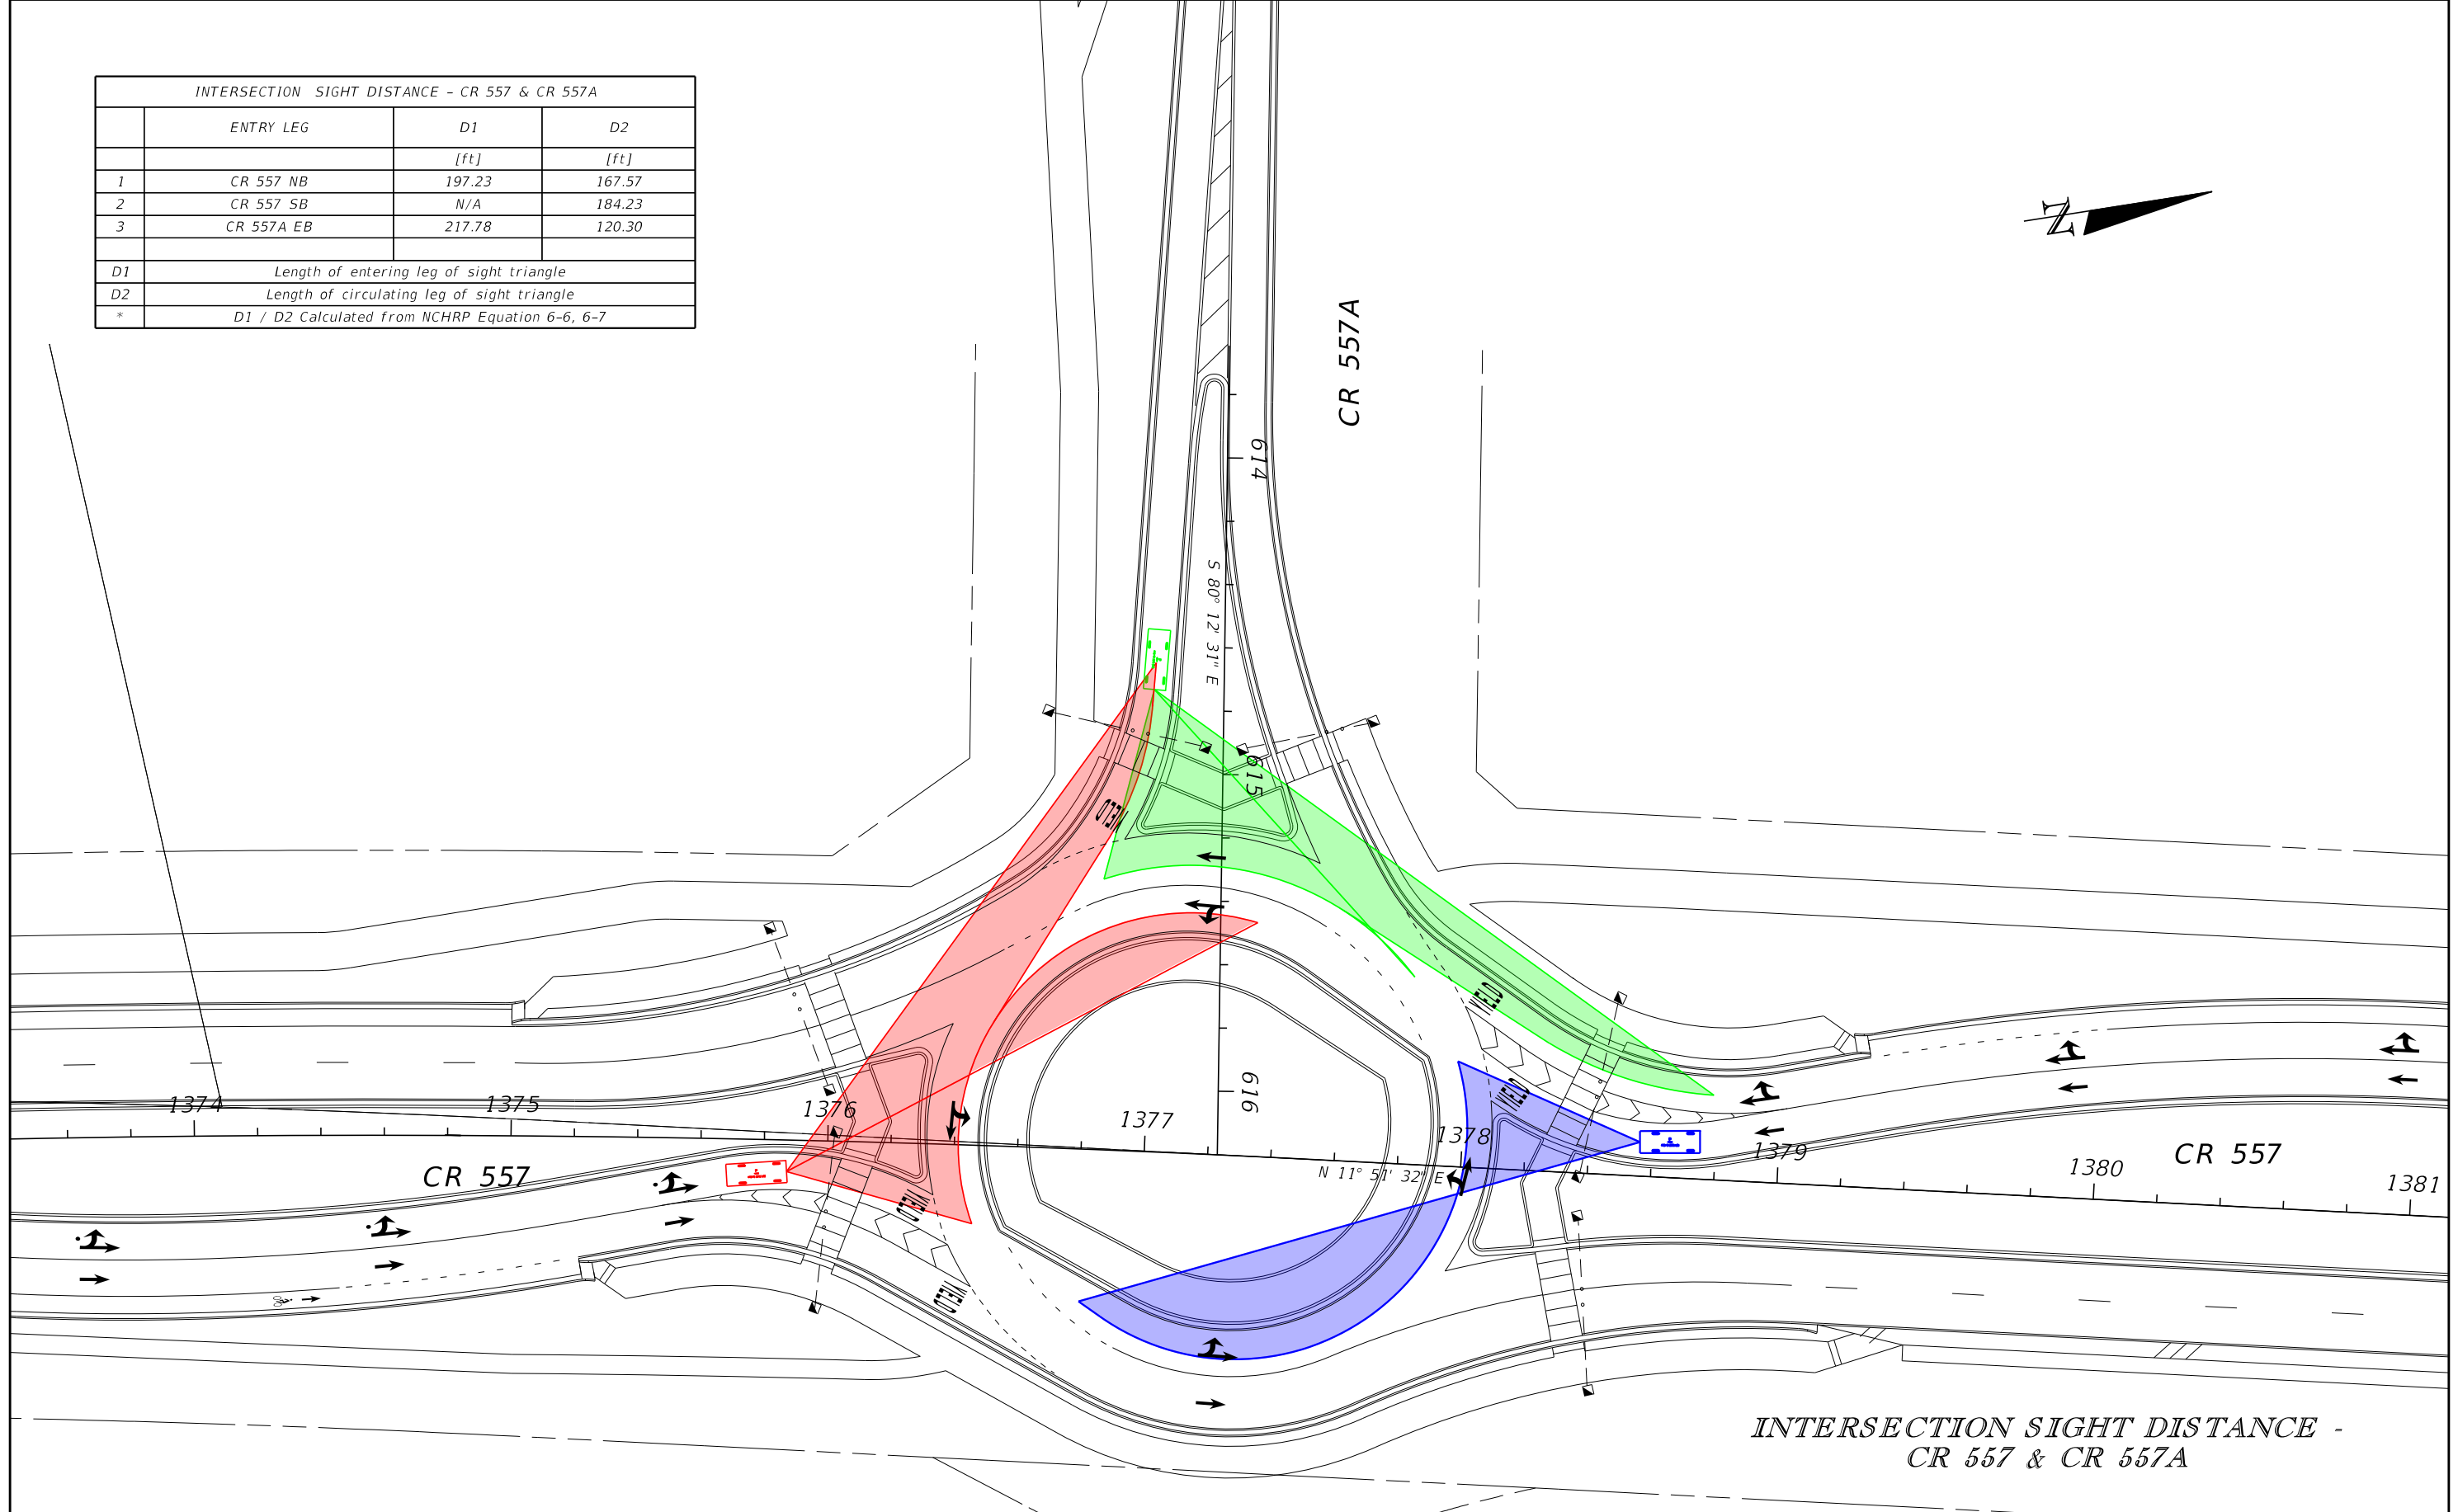 INTERSECTION SIGHT DISTANCE - CR 557 & CR 557A
ENTRY LEG D1 D2
[ft] [ft]
1 CR 557 NB 197.23 167.57
2 CR 557 SB N/A 184.23
3 CR 557A EB 217.78 120.30
D1 Length of entering leg of sight triangle
D2 Length of circulating leg of sight triangle
* D1 / D2 Calculated from NCHRP Equation 6-6, 6-7
N
CR 557A
614
S 80° 12' 31" E
615
616
1374
1375
1376
1377
1378
1379
1380
1381
N 11° 51' 32" E
CR 557
CR 557
INTERSECTION SIGHT DISTANCE -
CR 557 & CR 557A